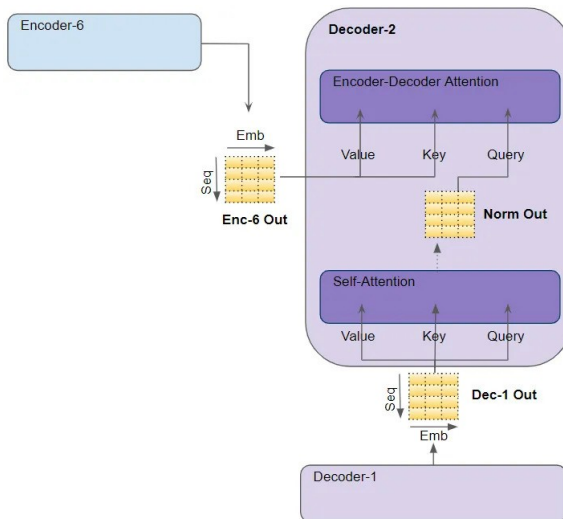 Encoder-6
Decoder-2
Encoder-Decoder Attention
Emb
Value Key Query
Seq
Enc-6 Out
Norm Out
Self-Attention
Value Key Query
Seq
Dec-1 Out
Emb
Decoder-1